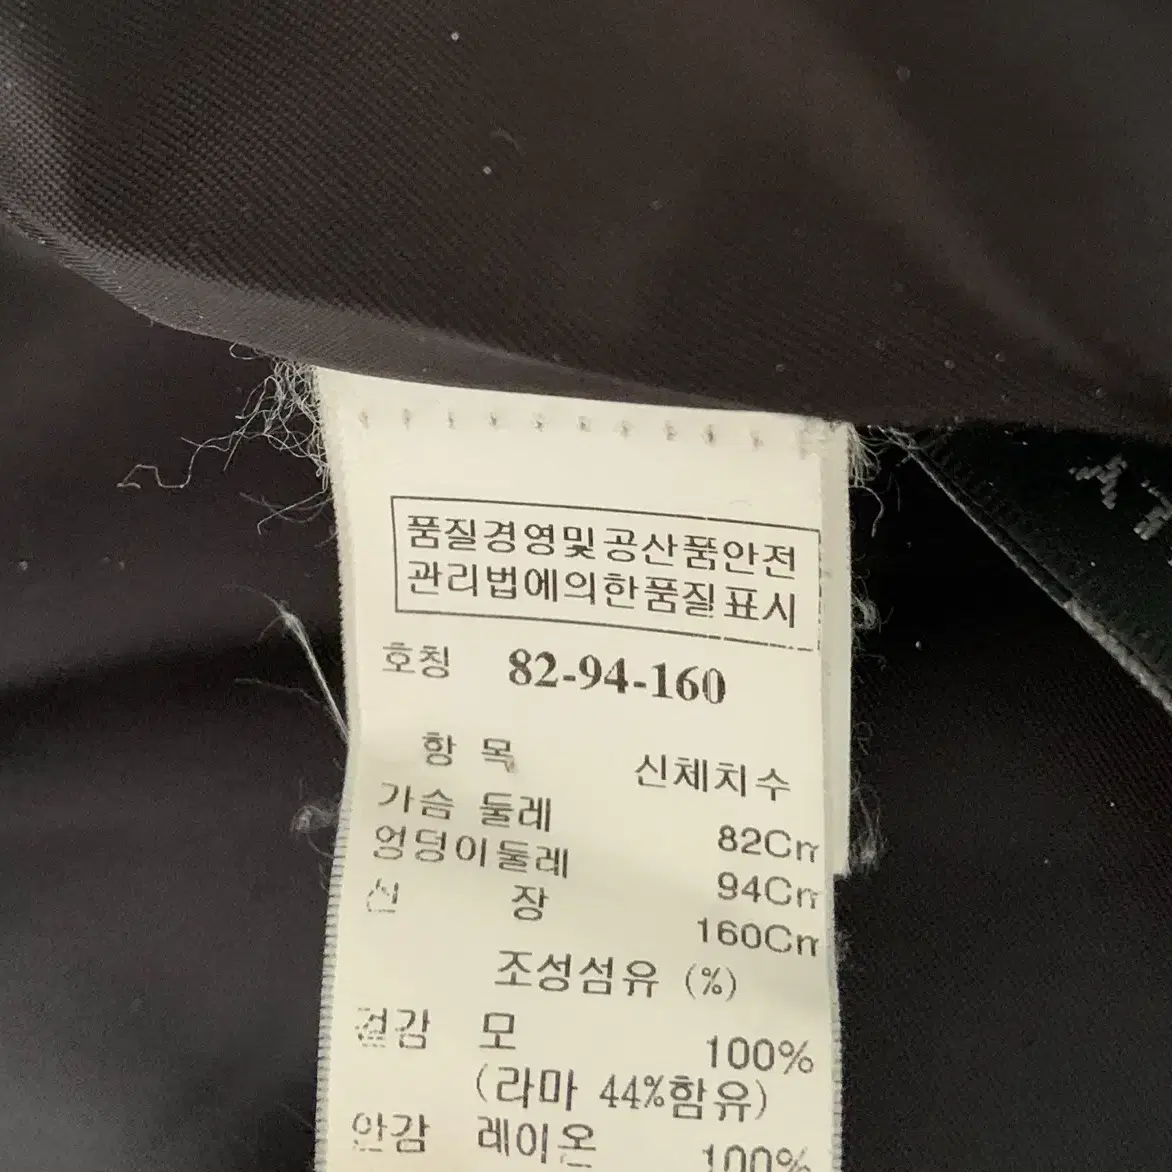 품질경영및공산품안전
관리법에의한품질표시
호칭 82-94-160
항 목 신체치수
가슴 둘레 82Cm
엉덩이둘레 94Cm
신 장 160Cm
조성섬유 (%)
겉감 모 100%
(라마 44%함유)
안감 레이온 100%